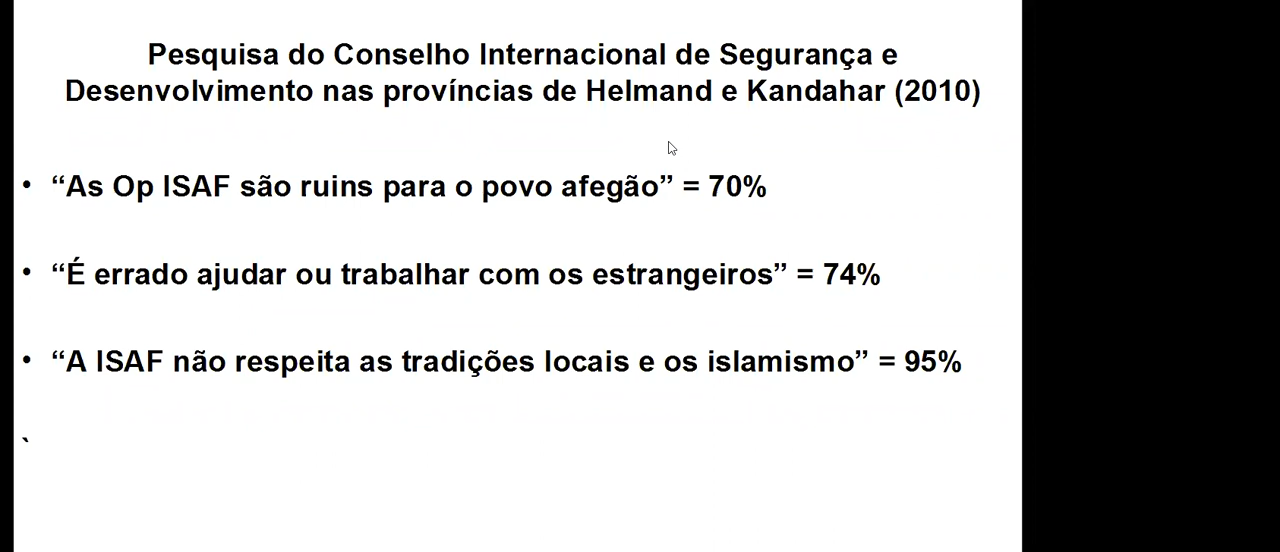 Pesquisa do Conselho Internacional de Segurança e
Desenvolvimento nas províncias de Helmand e Kandahar (2010)
• “As Op ISAF são ruins para o povo afegão” = 70%
• “É errado ajudar ou trabalhar com os estrangeiros” = 74%
• “A ISAF não respeita as tradições locais e os islamismo” = 95%
`